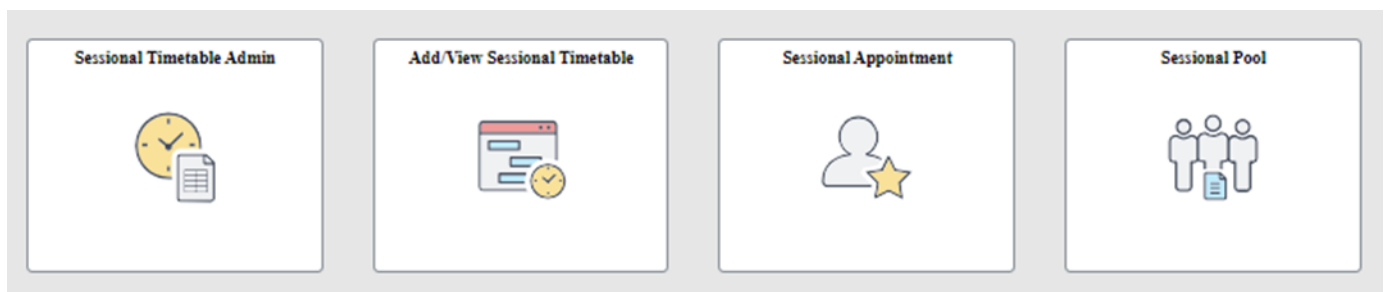 Sessional Timetable Admin
Add/View Sessional Timetable
Sessional Appointment
Sessional Pool